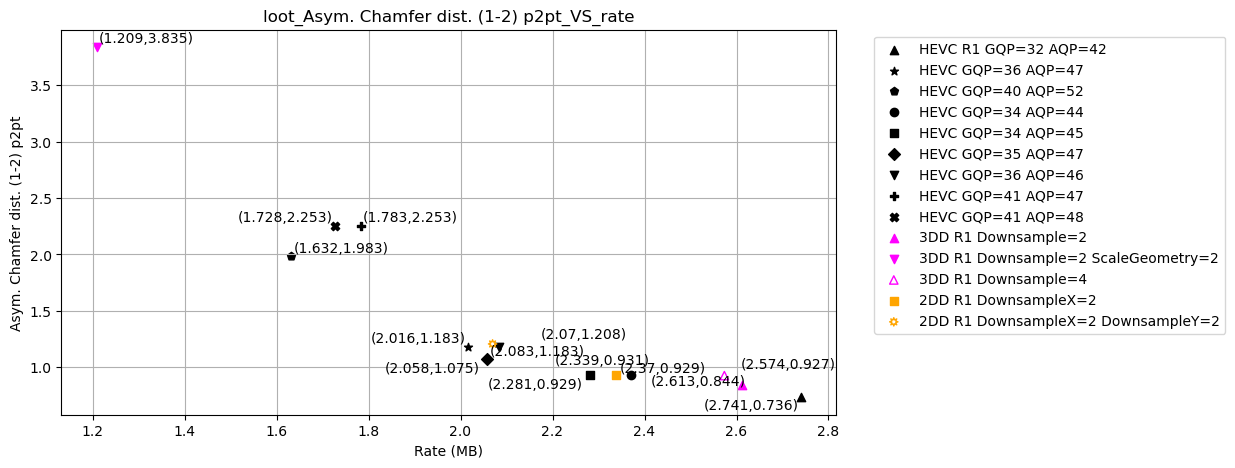 loot_Asym. Chamfer dist. (1-2) p2pt_VS_rate
Asym. Chamfer dist. (1-2) p2pt
3.5
3.0
2.5
2.0
1.5
1.0
(1.209,3.835)
(1.728,2.253)
(1.783,2.253)
(1.632,1.983)
(2.016,1.183)
(2.07,1.208)
(2.083,1.183)
(2.058,1.075)
(2.339,0.931)
(2.37,0.929)
(2.281,0.929)
(2.574,0.927)
(2.613,0.844)
(2.741,0.736)
1.2
1.4
1.6
1.8
2.0
2.2
2.4
2.6
2.8
Rate (MB)
HEVC R1 GQP=32 AQP=42
HEVC GQP=36 AQP=47
HEVC GQP=40 AQP=52
HEVC GQP=34 AQP=44
HEVC GQP=34 AQP=45
HEVC GQP=35 AQP=47
HEVC GQP=36 AQP=46
HEVC GQP=41 AQP=47
HEVC GQP=41 AQP=48
3DD R1 Downsample=2
3DD R1 Downsample=2 ScaleGeometry=2
3DD R1 Downsample=4
2DD R1 DownsampleX=2
2DD R1 DownsampleX=2 DownsampleY=2